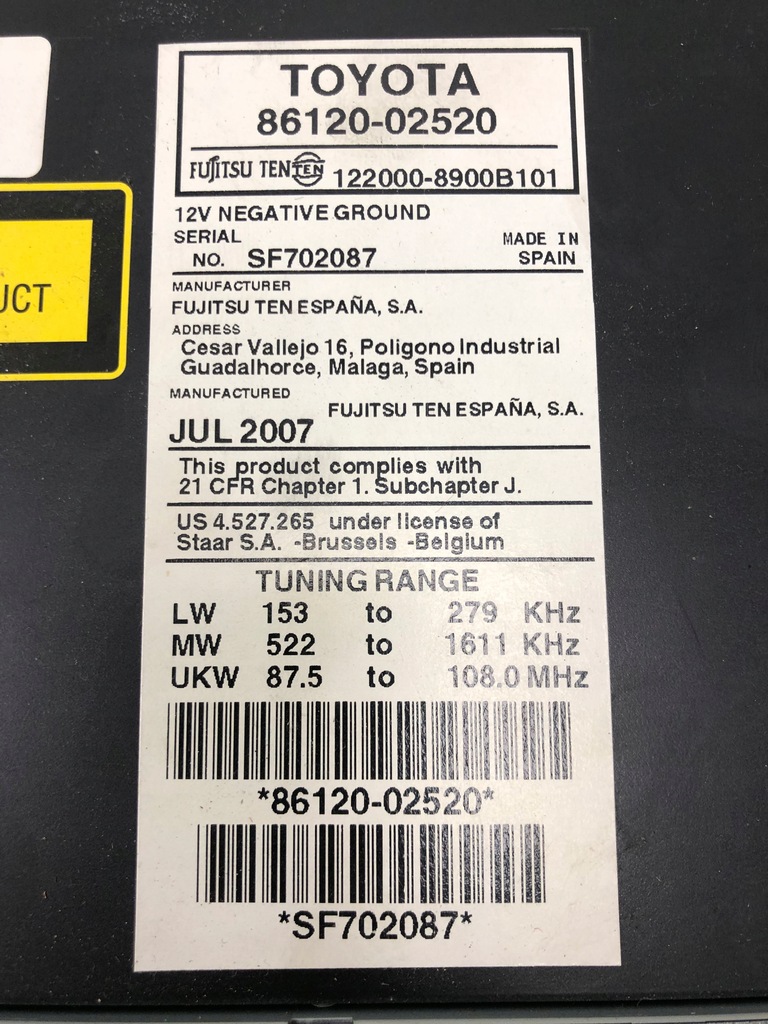 TOYOTA
86120-02520
FUJITSU TEN TEN 122000-8900B101
12V NEGATIVE GROUND
SERIAL
NO. SF702087
MADE IN
SPAIN
MANUFACTURER
FUJITSU TEN ESPAÑA, S.A.
ADDRESS
Cesar Vallejo 16, Poligono Industrial
Guadalhorce, Malaga, Spain
MANUFACTURED
FUJITSU TEN ESPAÑA, S.A.
JUL 2007
This product complies with
21 CFR Chapter 1. Subchapter J.
US 4.527.265 under license of
Staar S.A. -Brussels -Belgium
TUNING RANGE
LW 153 to 279 KHz
MW 522 to 1611 KHz
UKW 87.5 to 108.0 MHz
*86120-02520*
*SF702087*